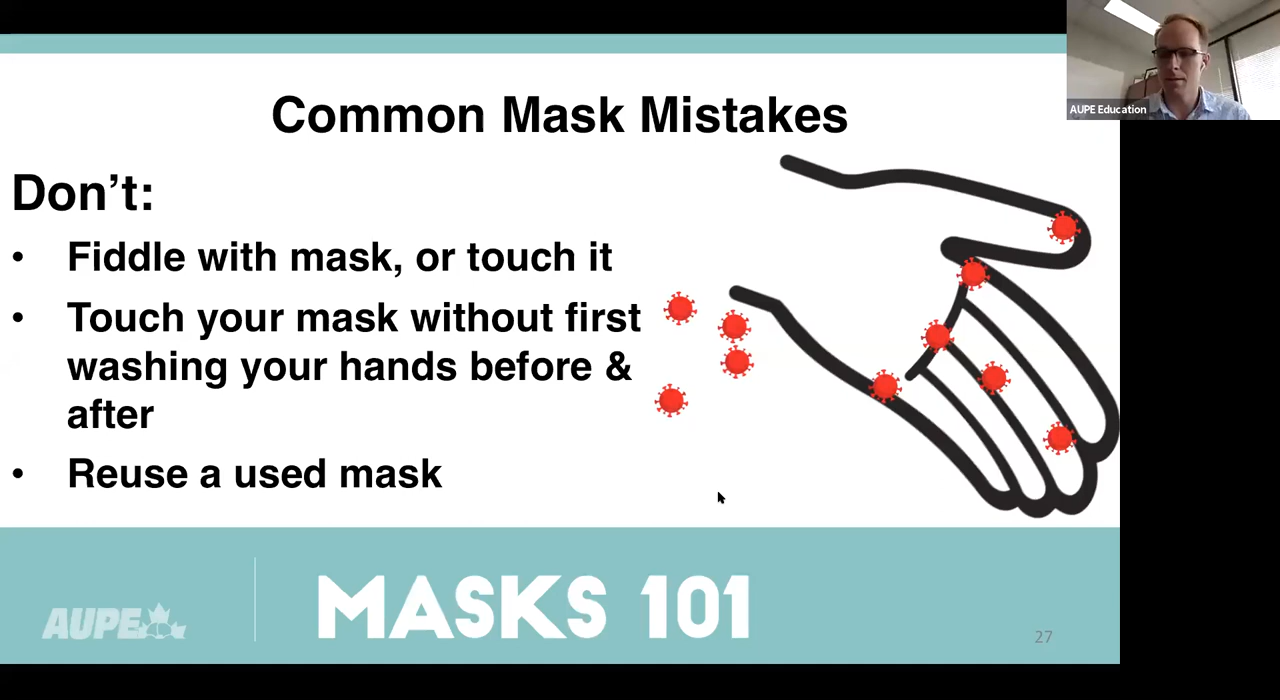 Common Mask Mistakes
AUPE Education
Don’t:
• Fiddle with mask, or touch it
• Touch your mask without first
washing your hands before &
after
• Reuse a used mask
AUPE
MASKS 101
27